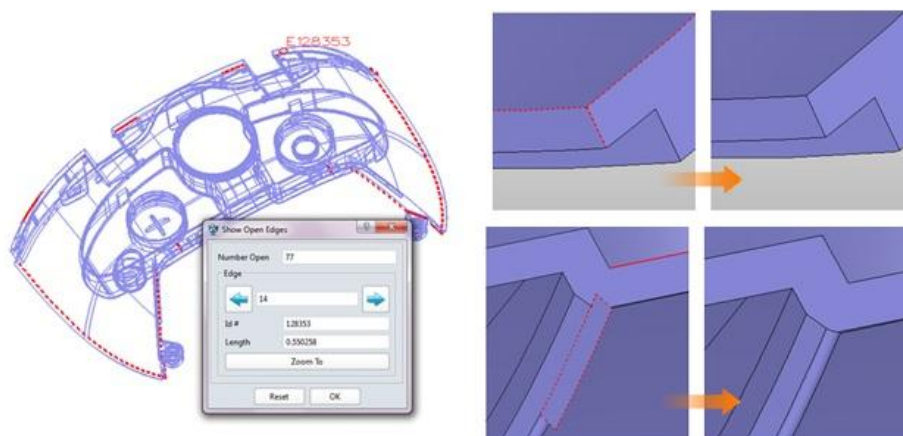 E128353
Show Open Edges
Number Open 77
Edge
14
Id # 128353
Length 0.550258
Zoom To
Reset OK